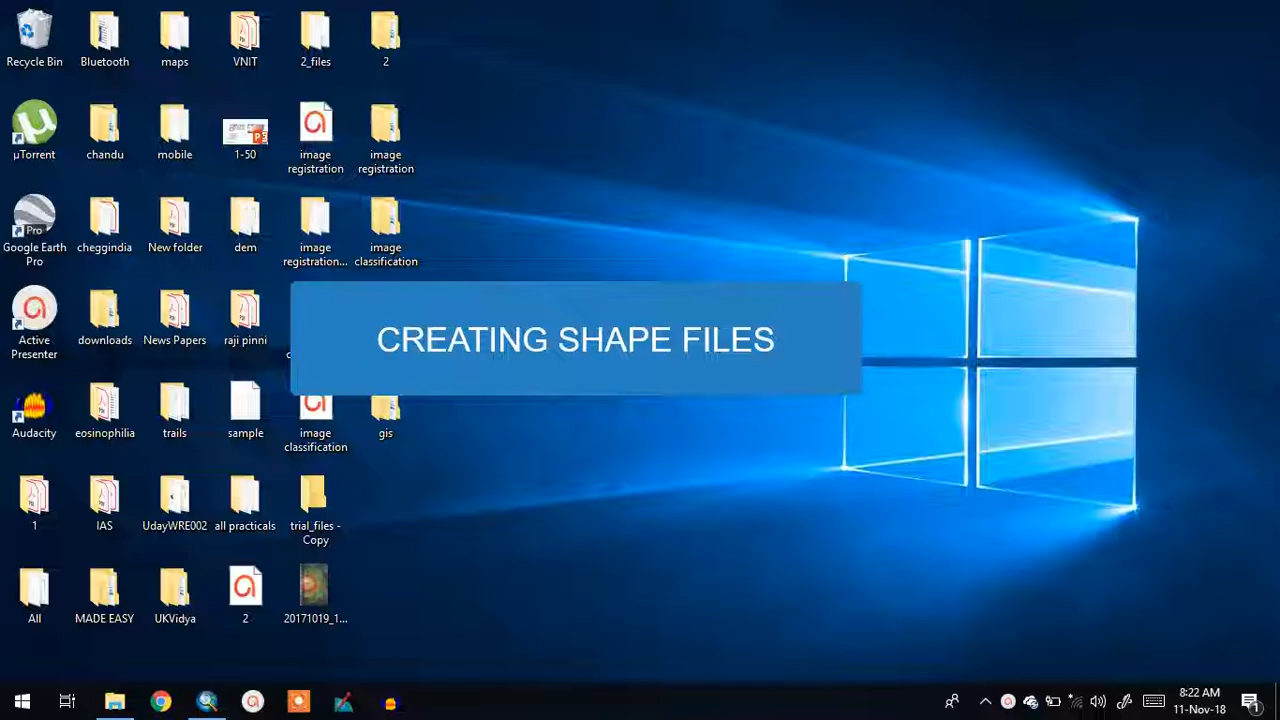 Recycle Bin
Bluetooth
maps
VNIT
2_files
2
µTorrent
chandu
mobile
1-50
image
registration
image
registration
Pro
Google Earth
Pro
cheggindia
New folder
dem
image
registration...
image
classification
Active
Presenter
downloads
News Papers
raji pinni
CREATING SHAPE FILES
Audacity
eosinophilia
trails
sample
image
classification
gis
1
IAS
UdayWRE002
all practicals
trial_files -
Copy
All
MADE EASY
UKVidya
2
20171019_1...
8:22 AM
11-Nov-18
1